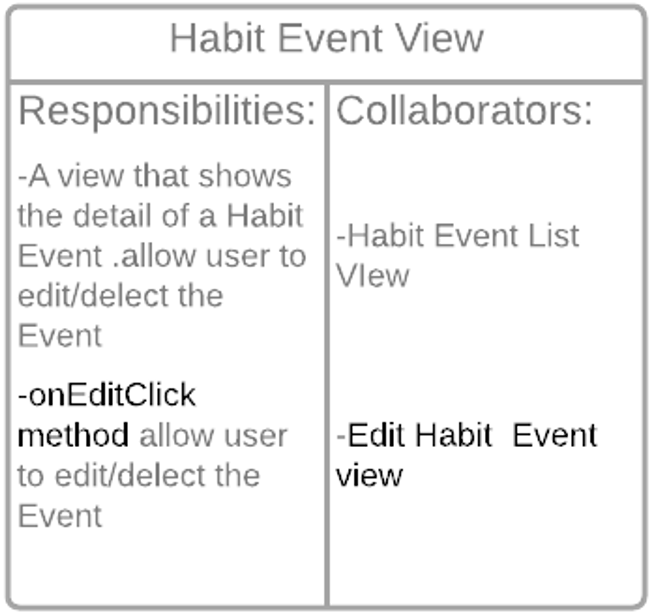 Habit Event View
Responsibilities:
-A view that shows
the detail of a Habit
Event .allow user to
edit/delect the
Event
-onEditClick
method allow user
to edit/delect the
Event
Collaborators:
-Habit Event List
VIew
-Edit Habit  Event
view